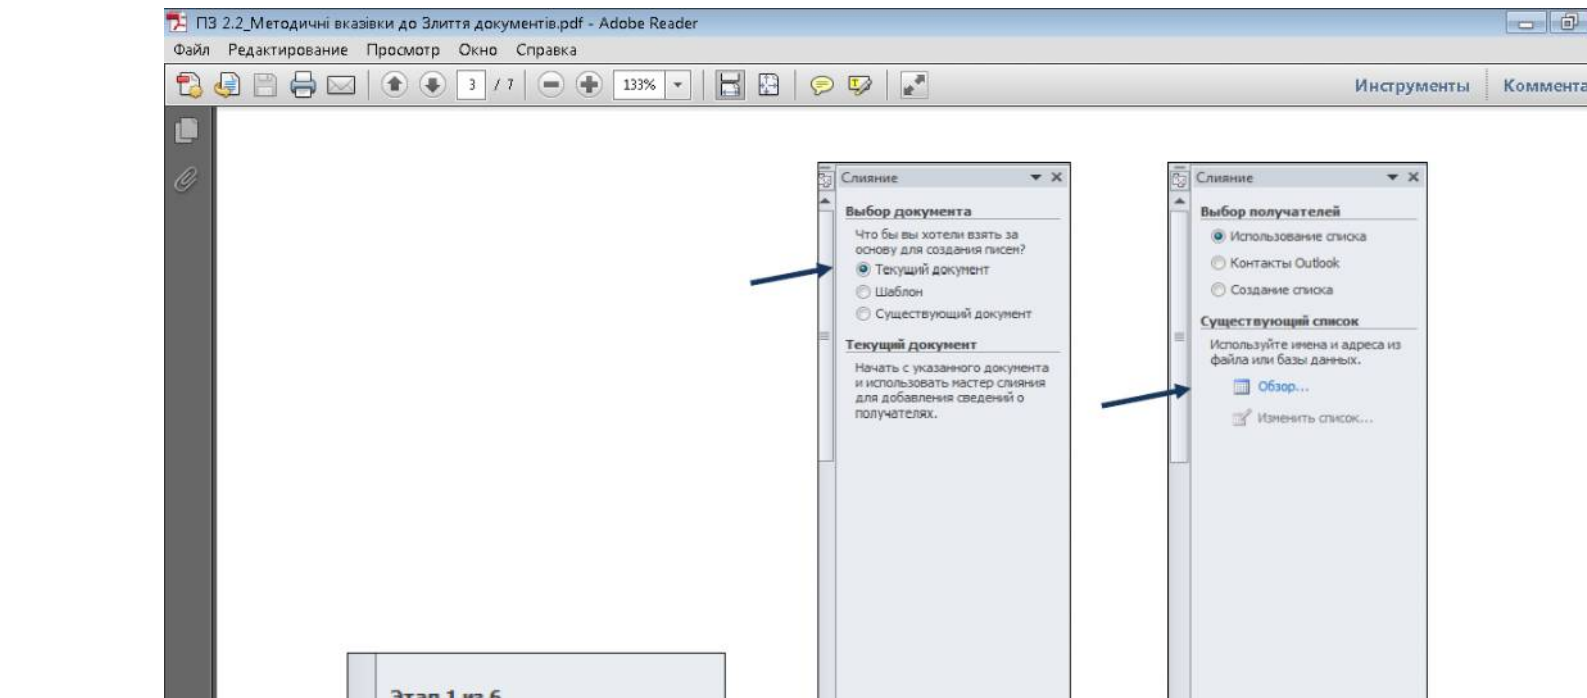 ПЗ 2.2_Методичні вказівки до Злиття документів.pdf - Adobe Reader
Файл Редактирование Просмотр Окно Справка
3 / 7 133% Инструменты Коммента
Слияние
Выбор документа
Что бы вы хотели взять за
основу для создания писем?
Текущий документ
Шаблон
Существующий документ
Текущий документ
Начать с указанного документа
и использовать мастер слияния
для добавления сведений о
получателях.
Слияние
Выбор получателей
Использование списка
Контакты Outlook
Создание списка
Существующий список
Используйте имена и адреса из
файла или базы данных.
Обзор...
Изменить список...
Этап 1 из 6